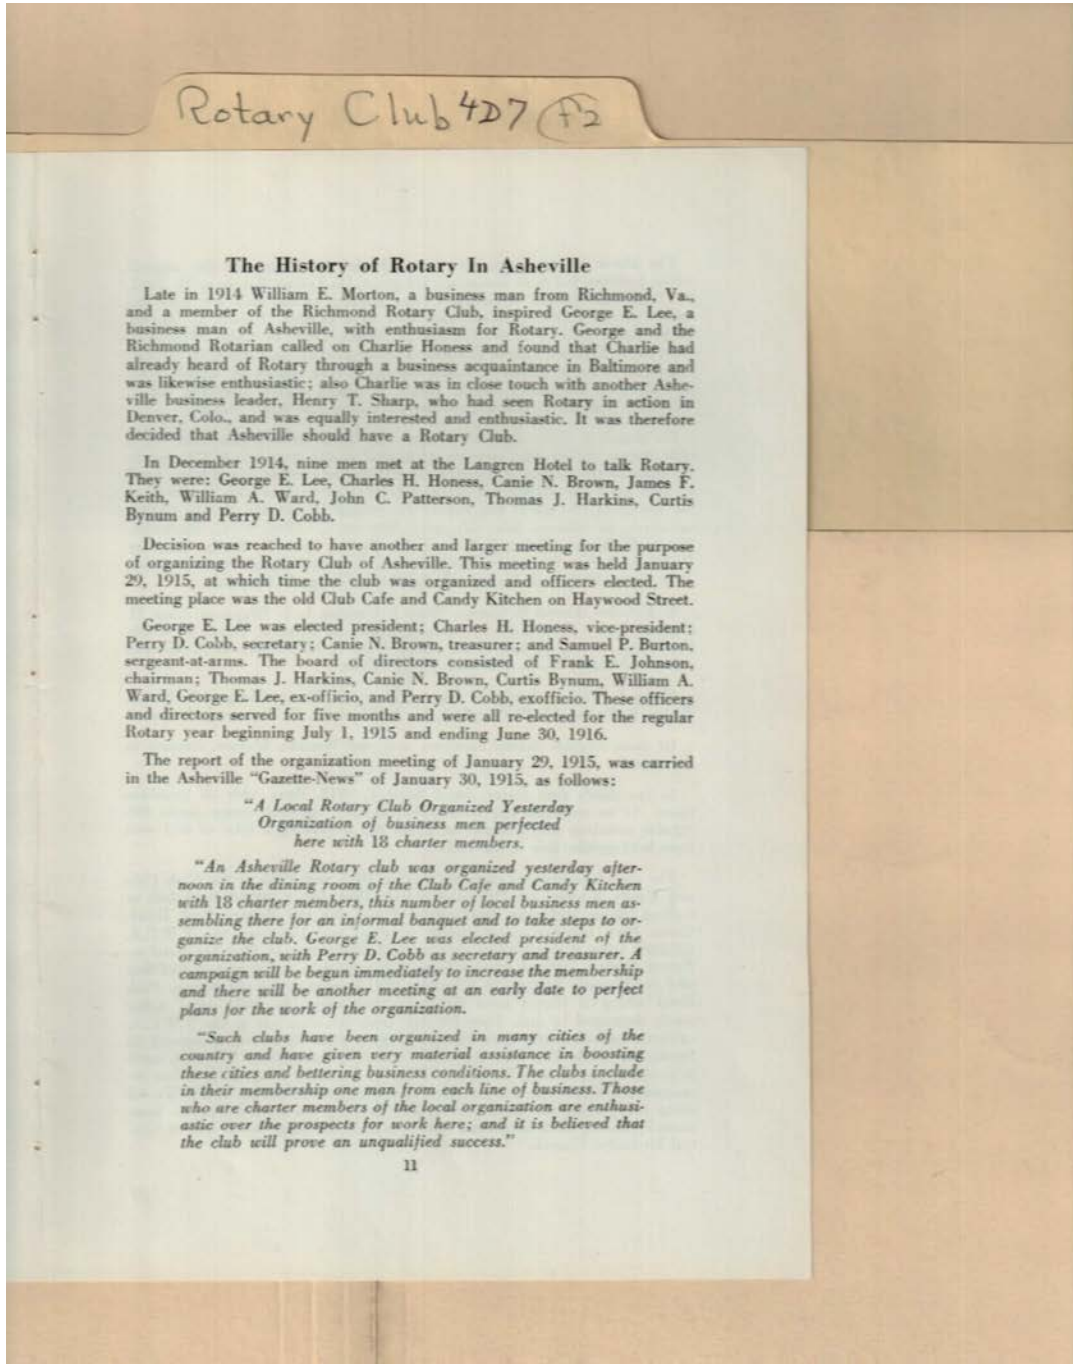 Rotary Club 4D7 F2
The History of Rotary In Asheville
Late in 1914 William E. Morton, a business man from Richmond, Va.,
and a member of the Richmond Rotary Club, inspired George E. Lee, a
business man of Asheville, with enthusiasm for Rotary. George and the
Richmond Rotarian called on Charlie Honess and found that Charlie had
already heard of Rotary through a business acquaintance in Baltimore and
was likewise enthusiastic; also Charlie was in close touch with another Ashe-
ville business leader, Henry T. Sharp, who had seen Rotary in action in
Denver, Colo., and was equally interested and enthusiastic. It was therefore
decided that Asheville should have a Rotary Club.
In December 1914, nine men met at the Langren Hotel to talk Rotary.
They were: George E. Lee, Charles H. Honess, Canie N. Brown, James F.
Keith, William A. Ward, John C. Patterson, Thomas J. Harkins, Curtis
Bynum and Perry D. Cobb.
Decision was reached to have another and larger meeting for the purpose
of organizing the Rotary Club of Asheville. This meeting was held January
29, 1915, at which time the club was organized and officers elected. The
meeting place was the old Club Cafe and Candy Kitchen on Haywood Street.
George E. Lee was elected president; Charles H. Honess, vice-president;
Perry D. Cobb, secretary; Canie N. Brown, treasurer; and Samuel P. Burton,
sergeant-at-arms. The board of directors consisted of Frank E. Johnson,
chairman; Thomas J. Harkins, Canie N. Brown, Curtis Bynum, William A.
Ward, George E. Lee, ex-officio, and Perry D. Cobb, exofficio. These officers
and directors served for five months and were all re-elected for the regular
Rotary year beginning July 1, 1915 and ending June 30, 1916.
The report of the organization meeting of January 29, 1915, was carried
in the Asheville "Gazette-News" of January 30, 1915, as follows:
"A Local Rotary Club Organized Yesterday
Organization of business men perfected
here with 18 charter members.
"An Asheville Rotary club was organized yesterday after-
noon in the dining room of the Club Cafe and Candy Kitchen
with 18 charter members, this number of local business men as-
sembling there for an informal banquet and to take steps to or-
ganize the club. George E. Lee was elected president of the
organization, with Perry D. Cobb as secretary and treasurer. A
campaign will be begun immediately to increase the membership
and there will be another meeting at an early date to perfect
plans for the work of the organization.
"Such clubs have been organized in many cities of the
country and have given very material assistance in boosting
these cities and bettering business conditions. The clubs include
in their membership one man from each line of business. Those
who are charter members of the local organization are enthusi-
astic over the prospects for work here; and it is believed that
the club will prove an unqualified success."
11